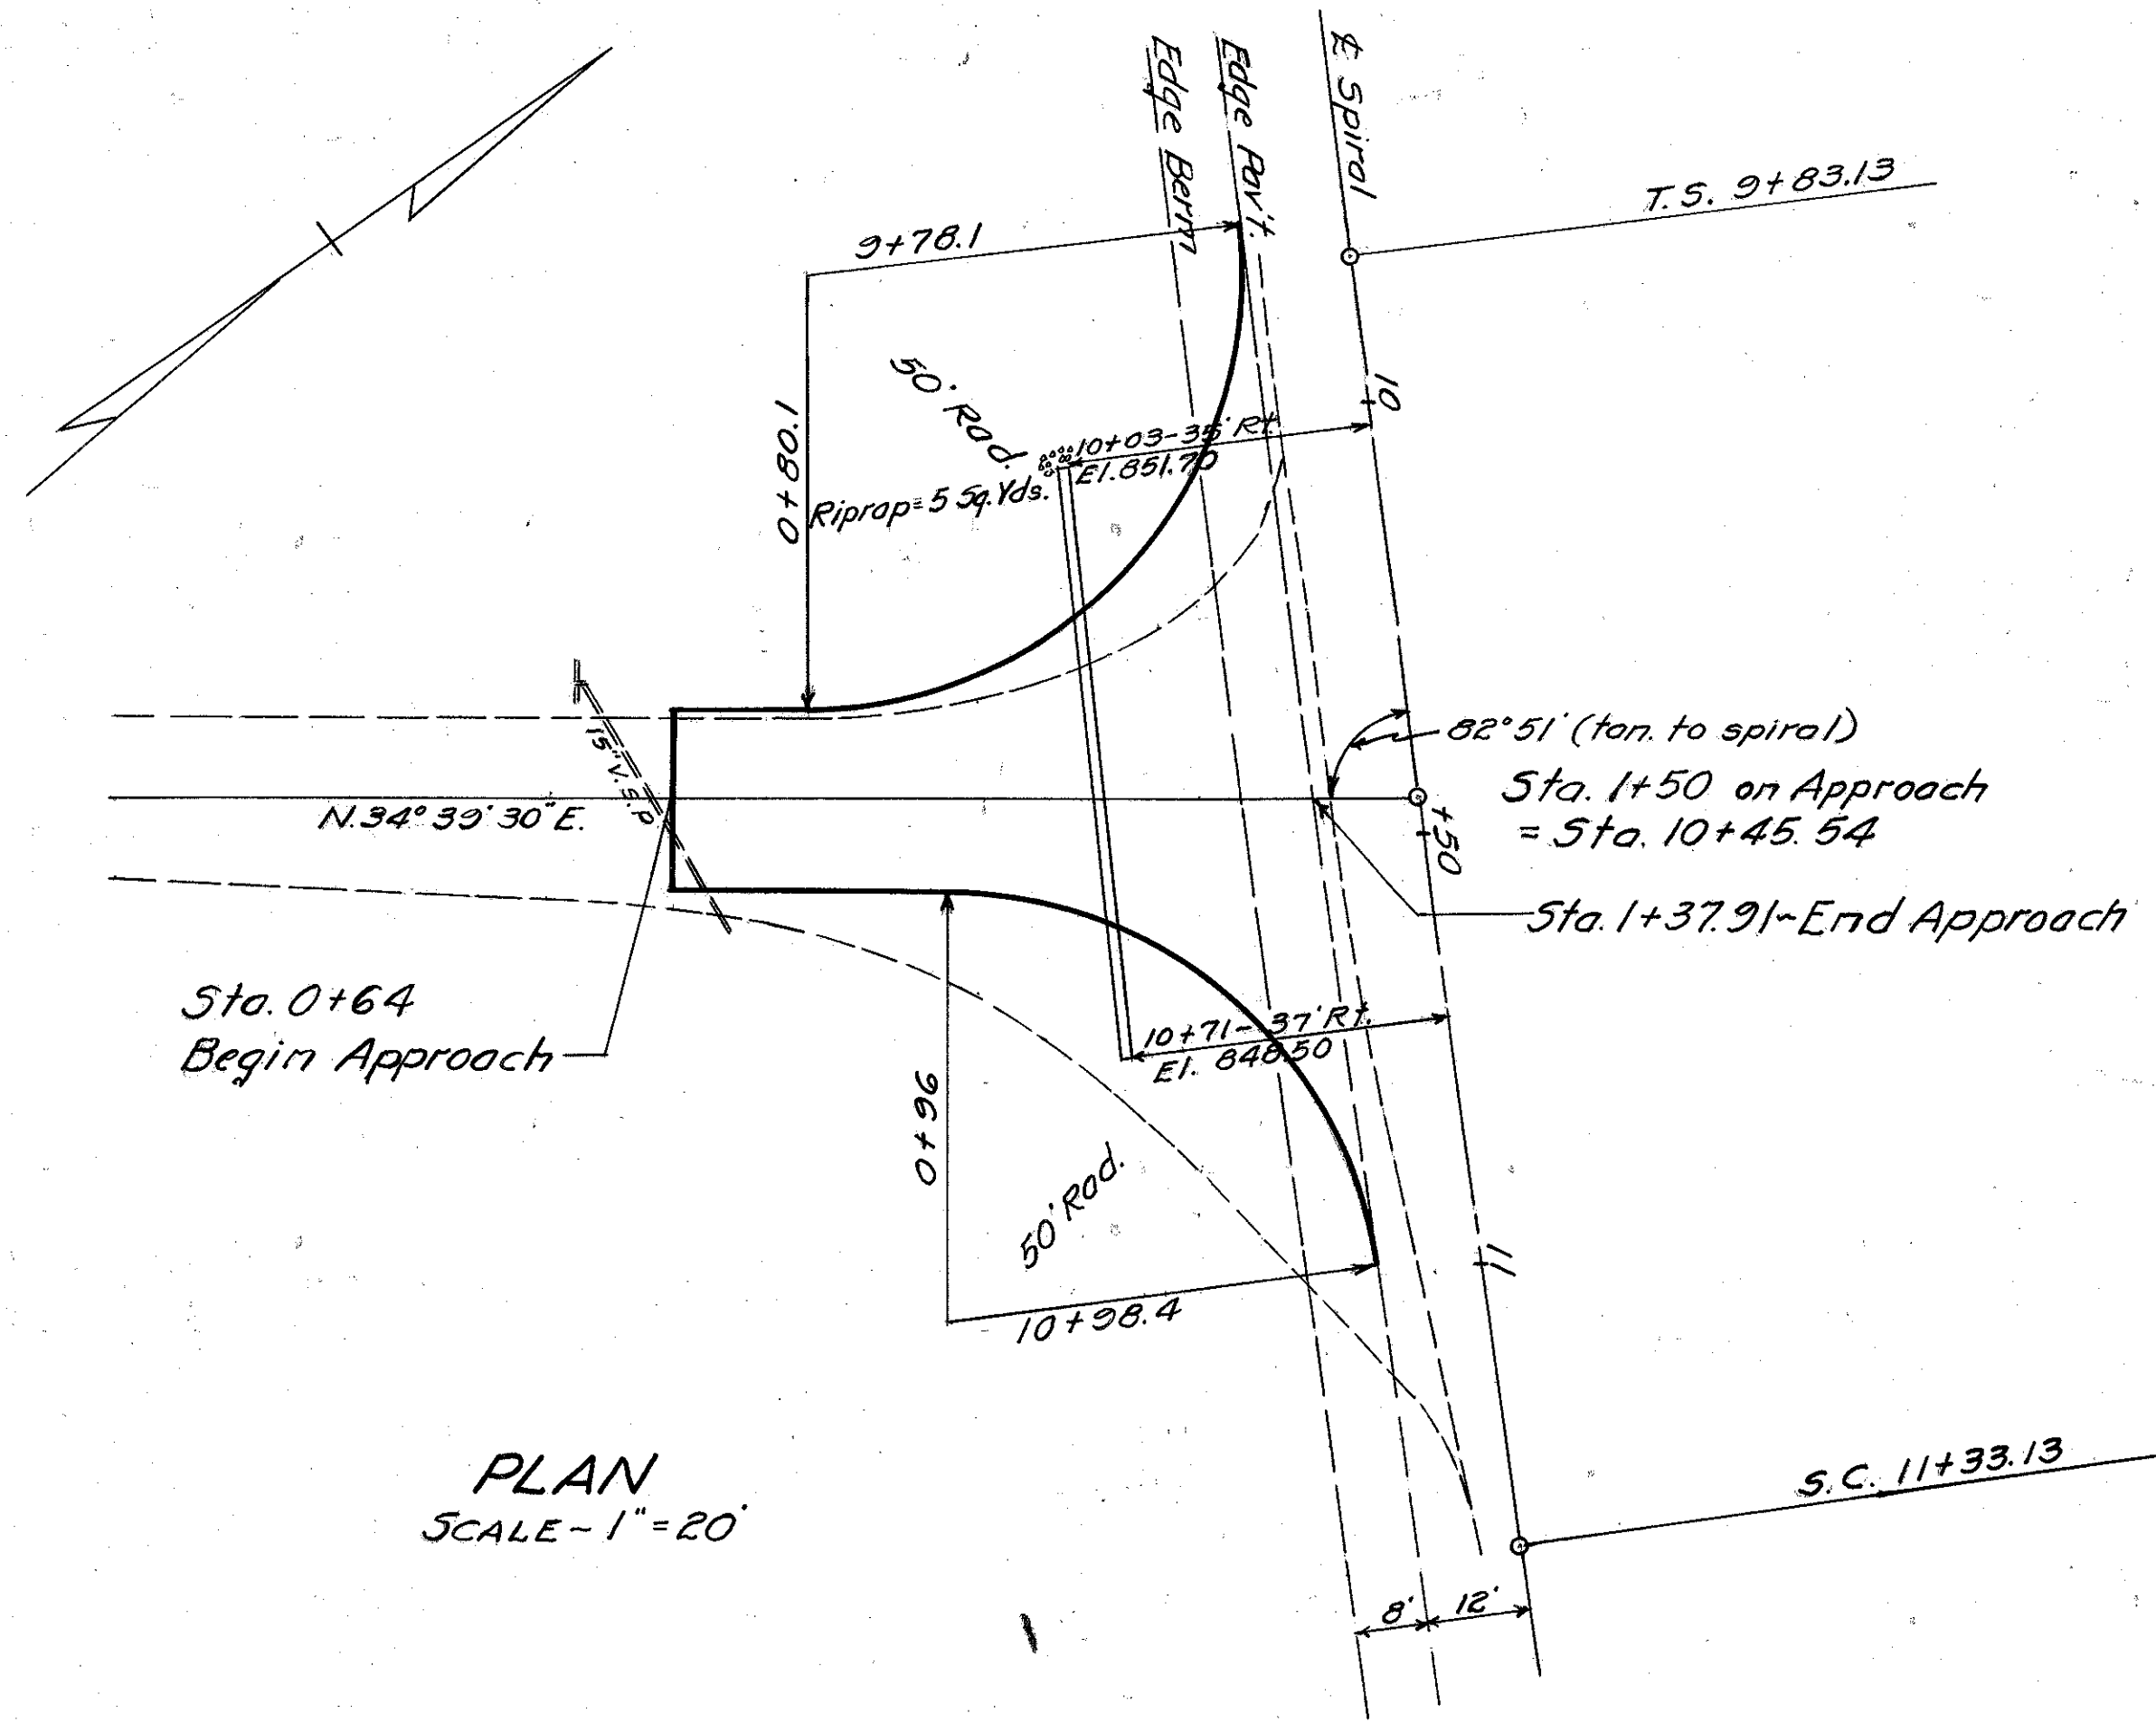 Edge Berm
Edge Pav't.
℄ Spiral
T.S. 9+83.13
9+78.1
10
50' Rad.
0+80.1
10+03-35' Rt.
El. 851.70
Riprap=5 Sq.Yds.
15" V.S.P.
N.34°39'30"E.
82°51' (tan. to spiral)
Sta. 1+50 on Approach
= Sta. 10+45.54
+50
Sta. 1+37.91~End Approach
Sta. 0+64
Begin Approach
10+71-37' Rt.
El. 848.50
0+96
50' Rad.
10+98.4
11
PLAN
SCALE~1"=20'
S.C. 11+33.13
8'
12'